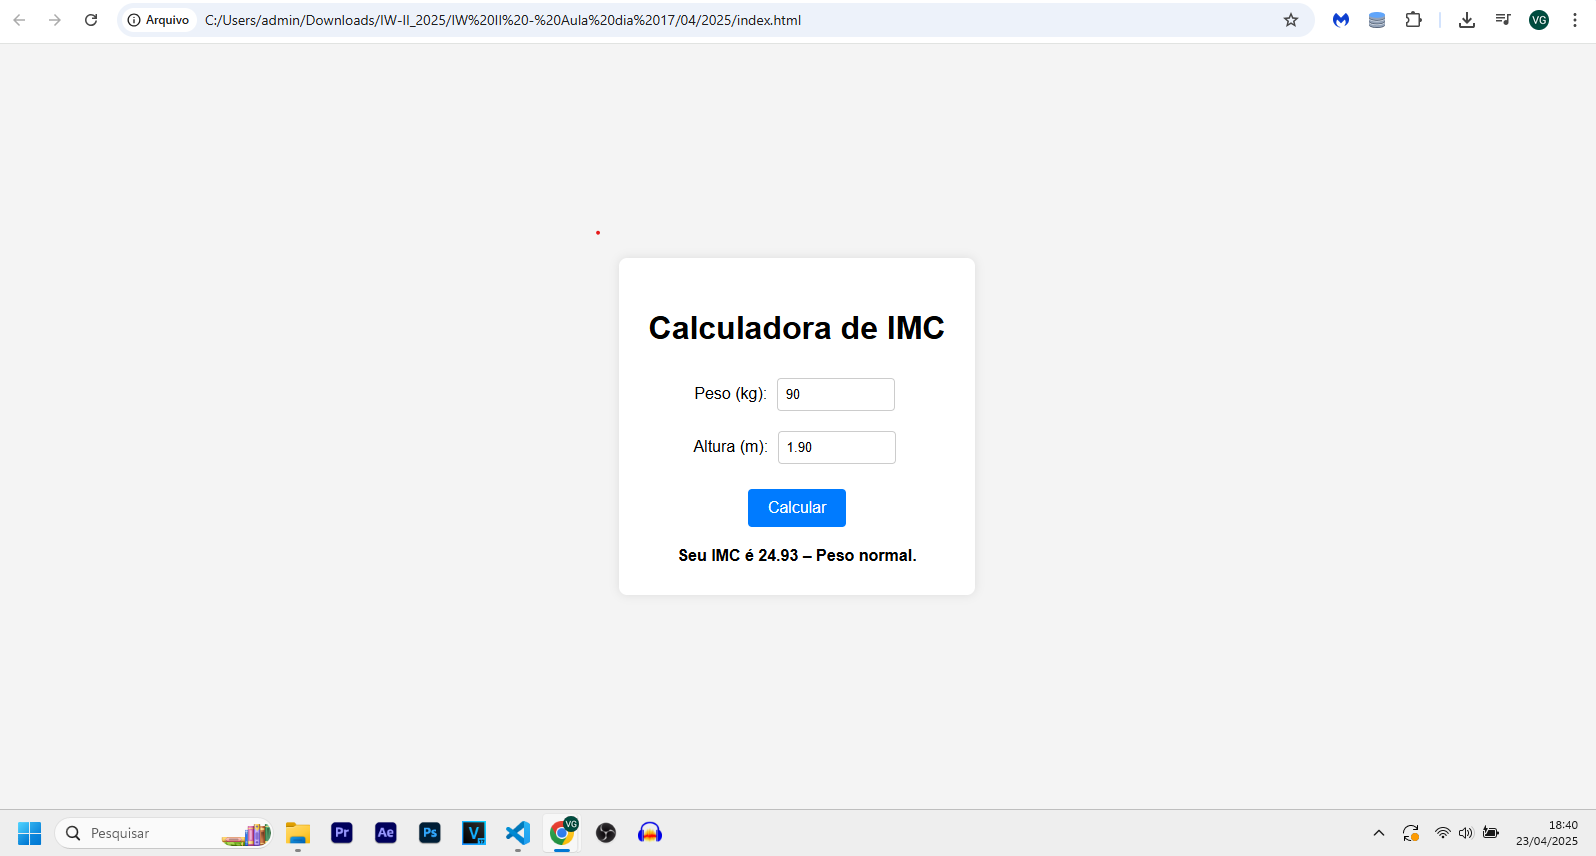 Arquivo C:/Users/admin/Downloads/IW-II_2025/IW%20II%20-%20Aula%20dia%2017/04/2025/index.html
VG
Calculadora de IMC
Peso (kg): 90
Altura (m): 1.90
Calcular
Seu IMC é 24.93 – Peso normal.
Pesquisar
Pr
Ae
Ps
V
VG
18:40
23/04/2025